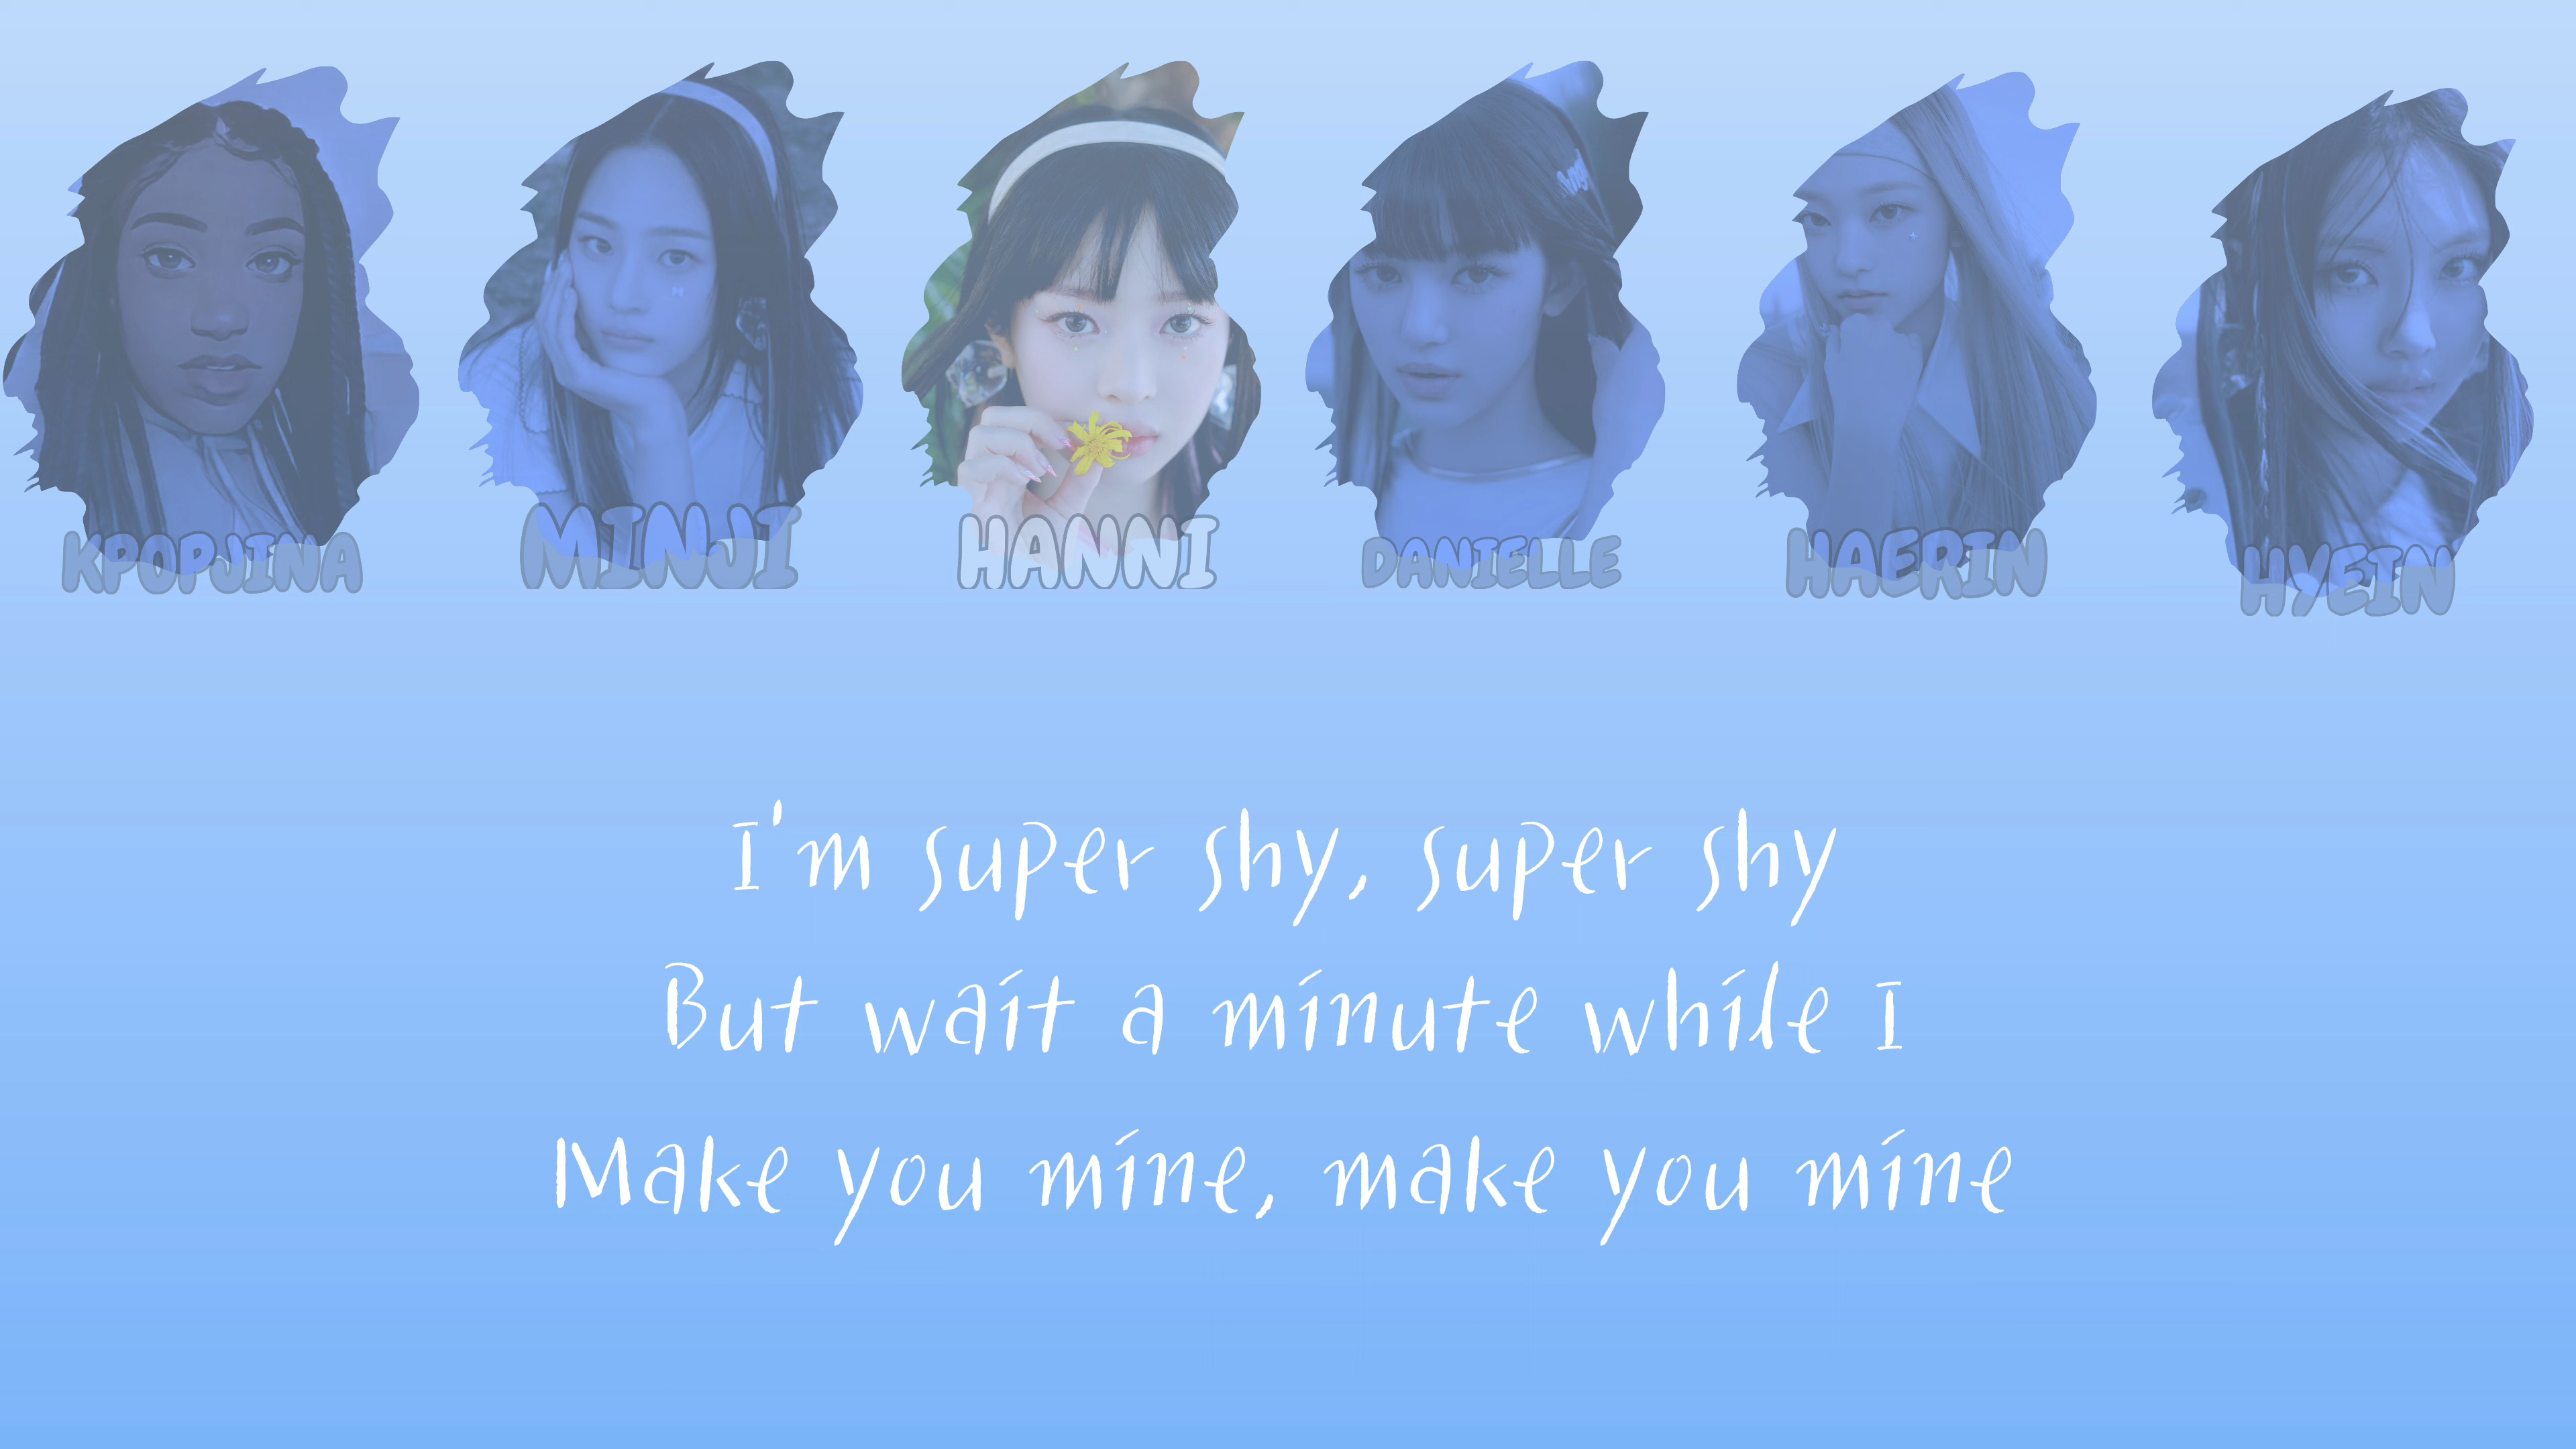 KPOPJINA
MINJI
HANNI
DANIELLE
HAERIN
HYEIN
I'm super shy, super shy
But wait a minute while I
Make you mine, make you mine